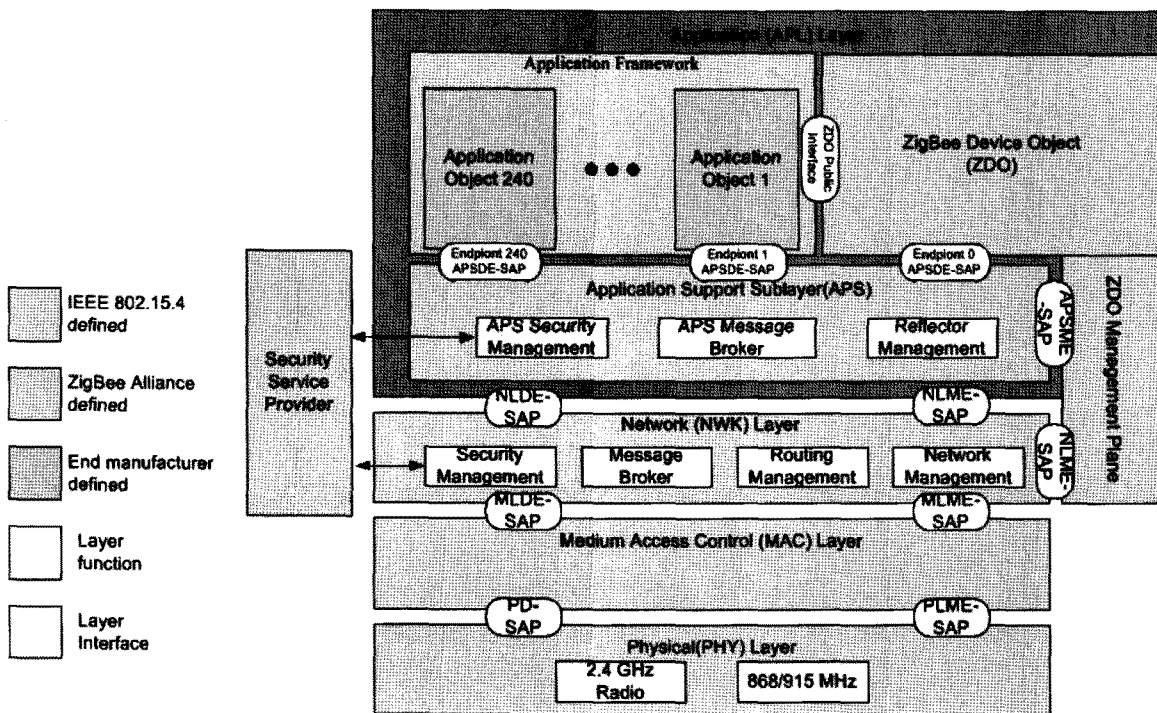 Application (APL) Layer
Application Framework
Application
Object 240
Application
Object 1
ZDO Public
Interface
ZigBee Device Object
(ZDO)
Endpiont 240
APSDE-SAP
Endpiont 1
APSDE-SAP
Endpiont 0
APSDE-SAP
Application Support Sublayer(APS)
APS Security
Management
APS Message
Broker
Reflector
Management
APSME
-SAP
ZDO Management Plane
Security
Service
Provider
IEEE 802.15.4
defined
ZigBee Alliance
defined
End manufacturer
defined
Layer
function
Layer
Interface
NLDE-
SAP
NLME-
SAP
Network (NWK) Layer
Security
Management
Message
Broker
Routing
Management
Network
Management
NLME-
SAP
MLDE-
SAP
MLME-
SAP
Medium Access Control (MAC) Layer
PD-
SAP
PLME-
SAP
Physical(PHY) Layer
2.4 GHz
Radio
868/915 MHz